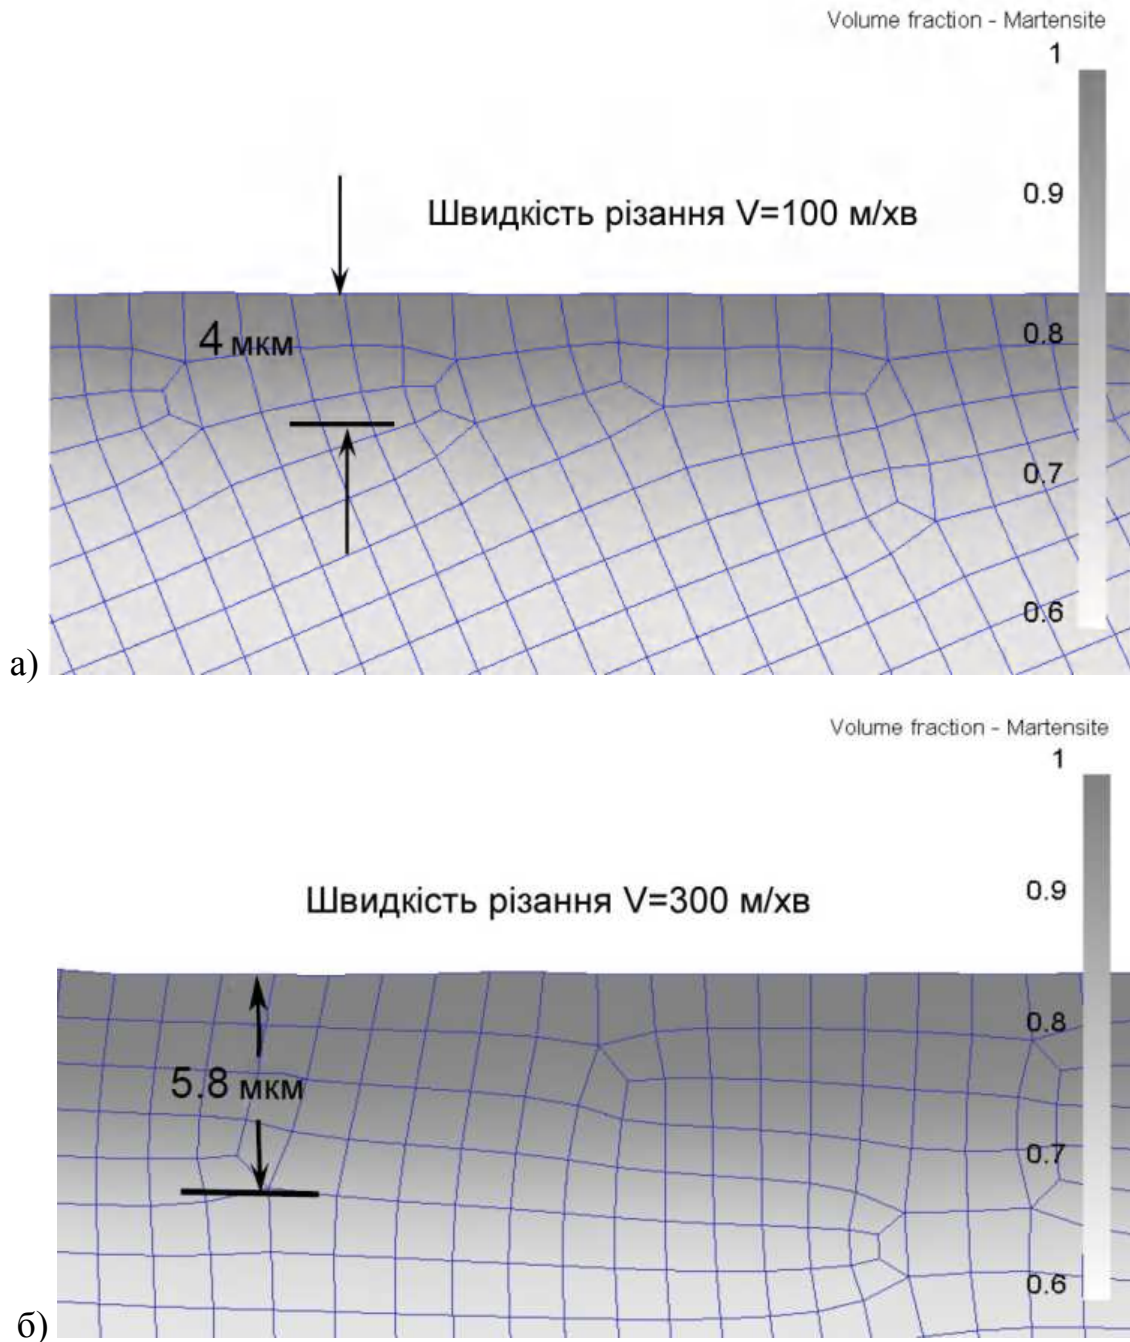 Volume fraction - Martensite
1
0.9
Швидкість різання V=100 м/хв
0.8
4 мкм
0.7
0.6
а)
Volume fraction - Martensite
1
0.9
Швидкість різання V=300 м/хв
0.8
5.8 мкм
0.7
0.6
б)